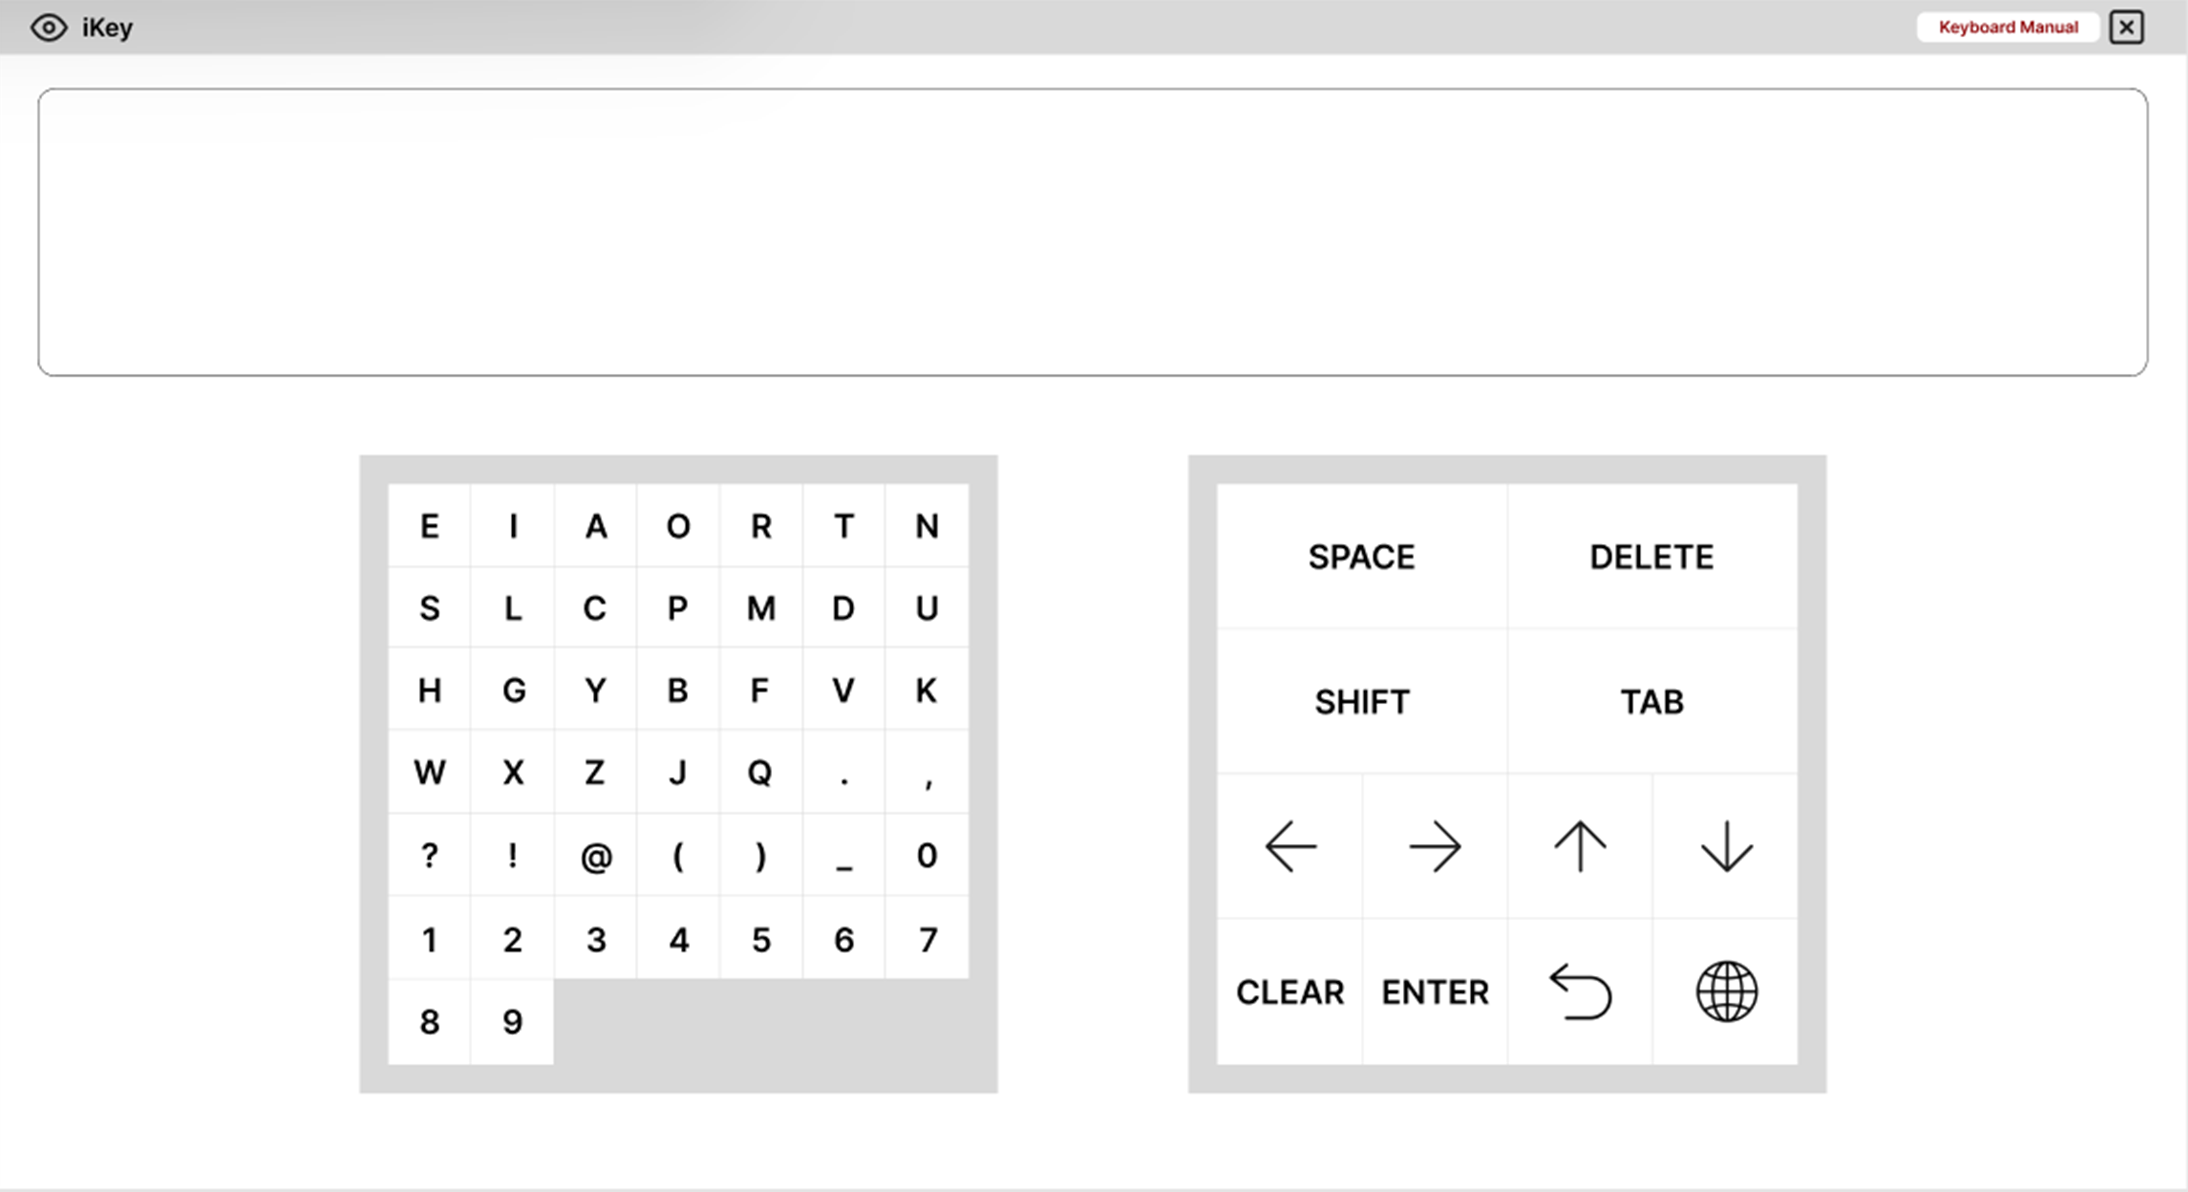 iKey
Keyboard Manual
E I A O R T N
S L C P M D U
H G Y B F V K
W X Z J Q . ,
? ! @ ( ) _ 0
1 2 3 4 5 6 7
8 9
SPACE DELETE
SHIFT TAB
← → ↑ ↓
CLEAR ENTER